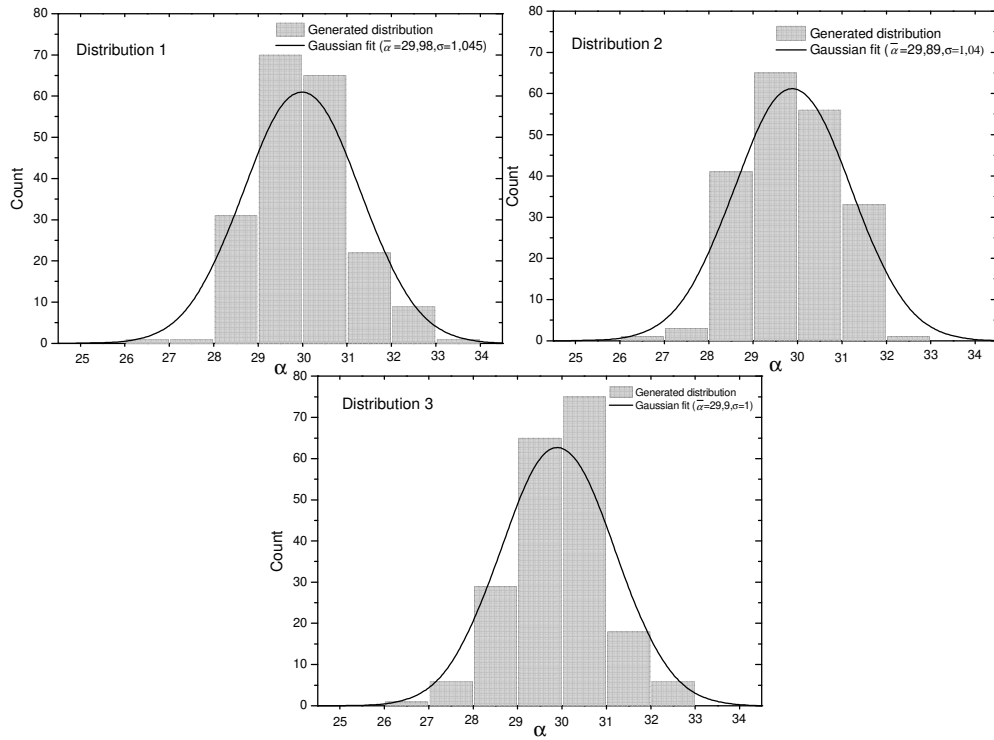 Distribution 1
Generated distribution
Gaussian fit (ᾱ=29,98,σ=1,045)
Count
80
70
60
50
40
30
20
10
0
25 26 27 28 29 30 31 32 33 34
α
Distribution 2
Generated distribution
Gaussian fit (ᾱ=29,89,σ=1,04)
Count
80
70
60
50
40
30
20
10
0
25 26 27 28 29 30 31 32 33 34
α
Distribution 3
Generated distribution
Gaussian fit (ᾱ=29,9,σ=1)
Count
80
70
60
50
40
30
20
10
0
25 26 27 28 29 30 31 32 33 34
α